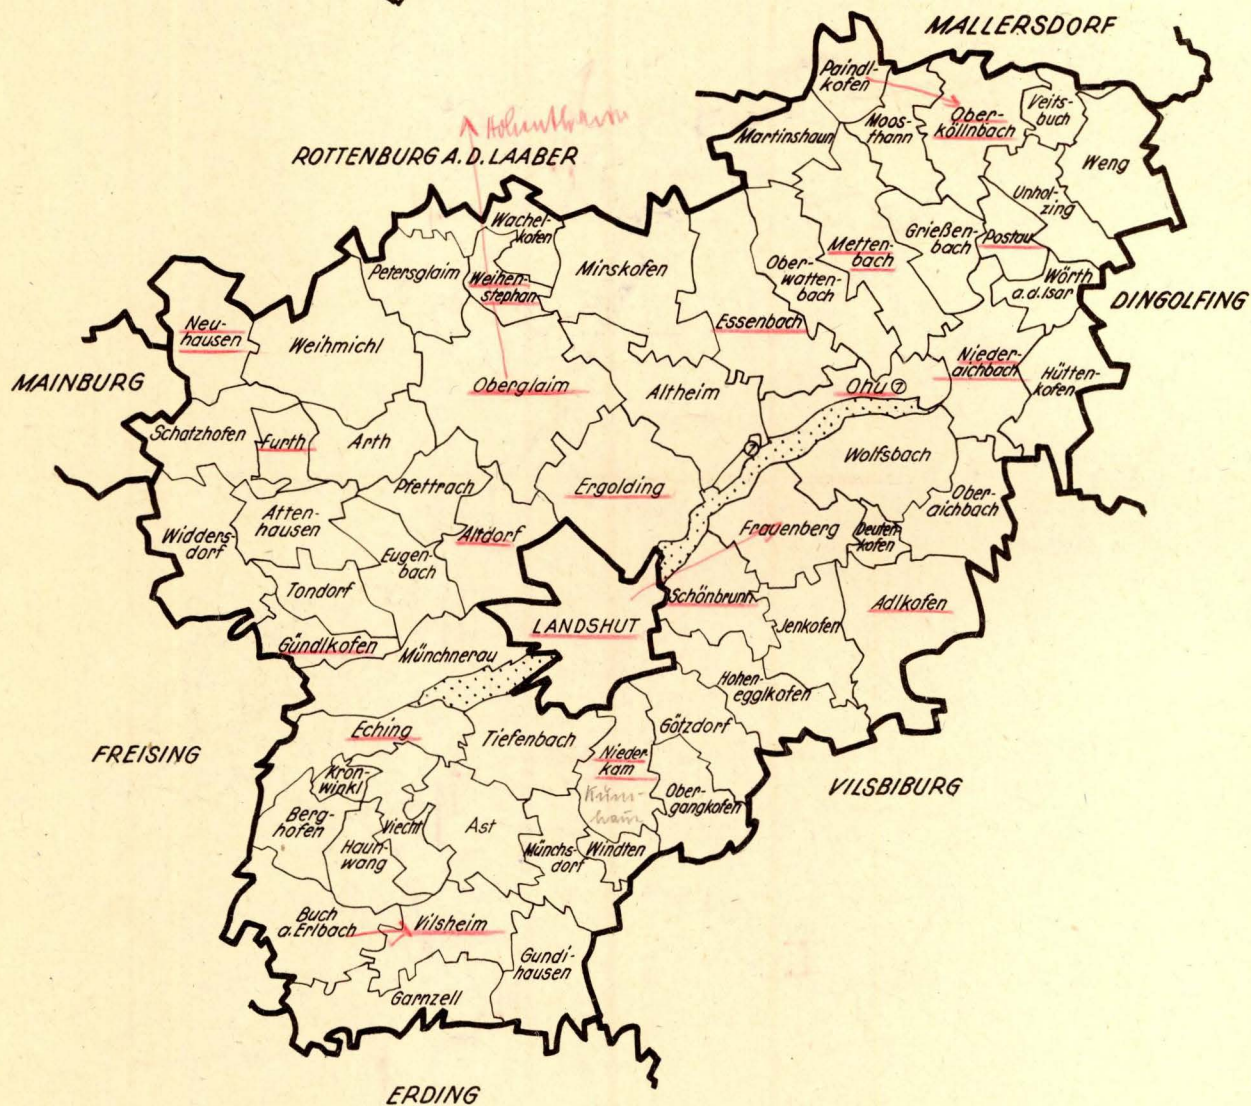 MALLERSDORF
Paindl-
kofen
Ober-
köllnbach
Veits-
buch
Moos-
thann
Martinshaun
Weng
ROTTENBURG A.D. LAABER
Unhol-
zing
Wachel-
kofen
Grießen-
bach
Postau
Petersglaim
Weihen-
stephan
Mirskofen
Ober-
wattenbach
Metten-
bach
Wörth
a.d.Isar
DINGOLFING
Neu-
hausen
Weihmichl
Essenbach
Nieder-
aichbach
Hütten-
kofen
MAINBURG
Oberglaim
Altheim
Ohu ⑦
Schatzhofen
Furth
Arth
⑦
Wolfsbach
Pfettrach
Ergolding
Ober-
aichbach
Widders-
dorf
Atten-
hausen
Altdorf
Frauenberg
Deuten-
kofen
Eugen-
bach
Tondorf
Schönbrunn
Adlkofen
LANDSHUT
Jenkofen
Gündlkofen
Münchnerau
Hohen-
egglkofen
Eching
Tiefenbach
Götzdorf
FREISING
Nieder
kam
VILSBIBURG
Kron-
winkl
Ober-
gangkofen
Berg-
hofen
Viecht
Ast
Haun-
wang
Münchs-
dorf
Windten
Buch
a.Erlbach
Vilsheim
Gundi-
hausen
Garnzell
ERDING